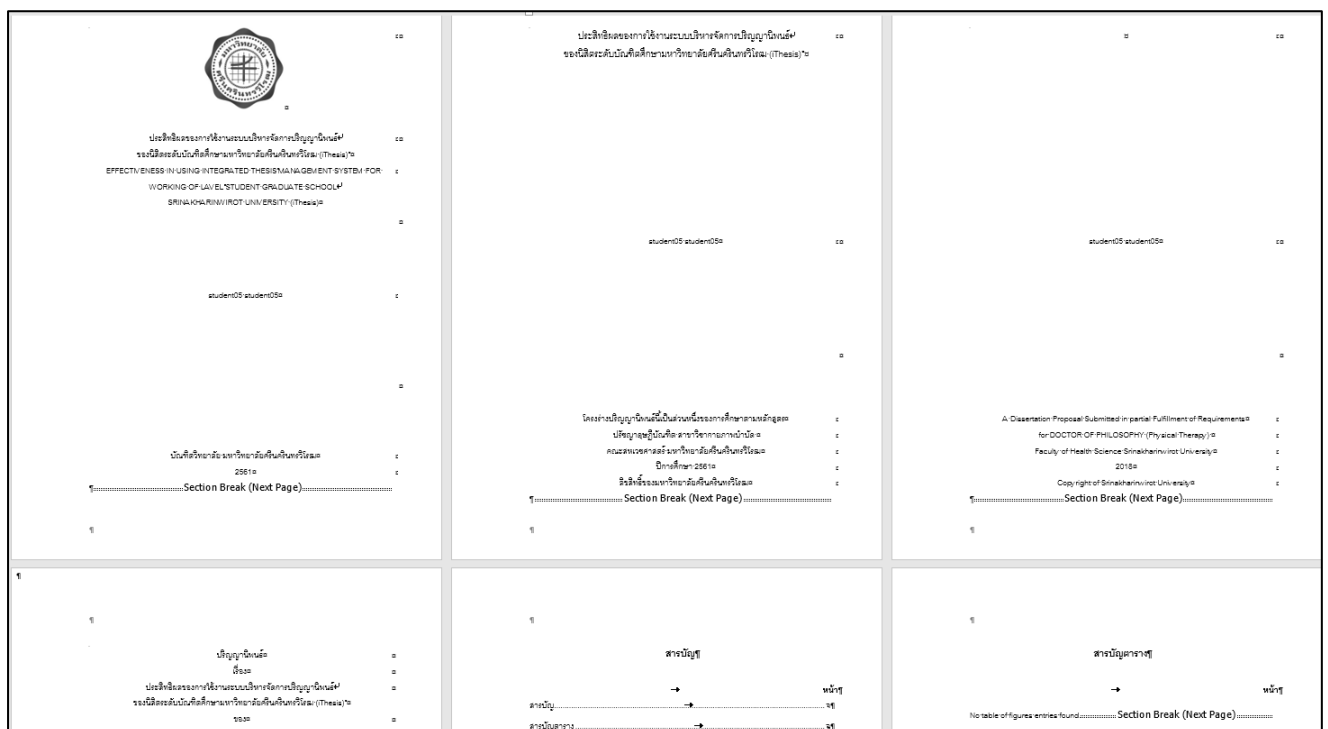 มหาวิทยาลัย
ศรีนครินทรวิโรฒ
ประสิทธิผลของการใช้งานระบบบริหารจัดการปริญญานิพนธ์
ของนิสิตระดับบัณฑิตศึกษามหาวิทยาลัยศรีนครินทรวิโรฒ (iThesis)"
EFFECTIVENESS IN USING INTEGRATED THESIS"MANAGEMENT SYSTEM FOR
WORKING OF LAVEL"STUDENT GRADUATE SCHOOL
SRINAKHARINWIROT UNIVERSITY (iThesis)
student05 student05
บัณฑิตวิทยาลัย มหาวิทยาลัยศรีนครินทรวิโรฒ
2561
Section Break (Next Page)
ประสิทธิผลของการใช้งานระบบบริหารจัดการปริญญานิพนธ์
ของนิสิตระดับบัณฑิตศึกษามหาวิทยาลัยศรีนครินทรวิโรฒ (iThesis)"
student05 student05
โครงร่างปริญญานิพนธ์นี้เป็นส่วนหนึ่งของการศึกษาตามหลักสูตร
ปรัชญาดุษฎีบัณฑิต สาขาวิชากายภาพบำบัด
คณะสหเวชศาสตร์ มหาวิทยาลัยศรีนครินทรวิโรฒ
ปีการศึกษา 2561
ลิขสิทธิ์ของมหาวิทยาลัยศรีนครินทรวิโรฒ
Section Break (Next Page)
student05 student05
A Dissertation Proposal Submitted in partial Fulfillment of Requirements
for DOCTOR OF PHILOSOPHY (Physical Therapy)
Faculty of Health Science Srinakharinwirot University
2018
Copyright of Srinakharinwirot University
Section Break (Next Page)
ปริญญานิพนธ์
เรื่อง
ประสิทธิผลของการใช้งานระบบบริหารจัดการปริญญานิพนธ์
ของนิสิตระดับบัณฑิตศึกษามหาวิทยาลัยศรีนครินทรวิโรฒ (iThesis)"
ของ
สารบัญ
หน้า
สารบัญ
สารบัญตาราง
สารบัญตาราง
หน้า
No table of figures entries found. Section Break (Next Page)